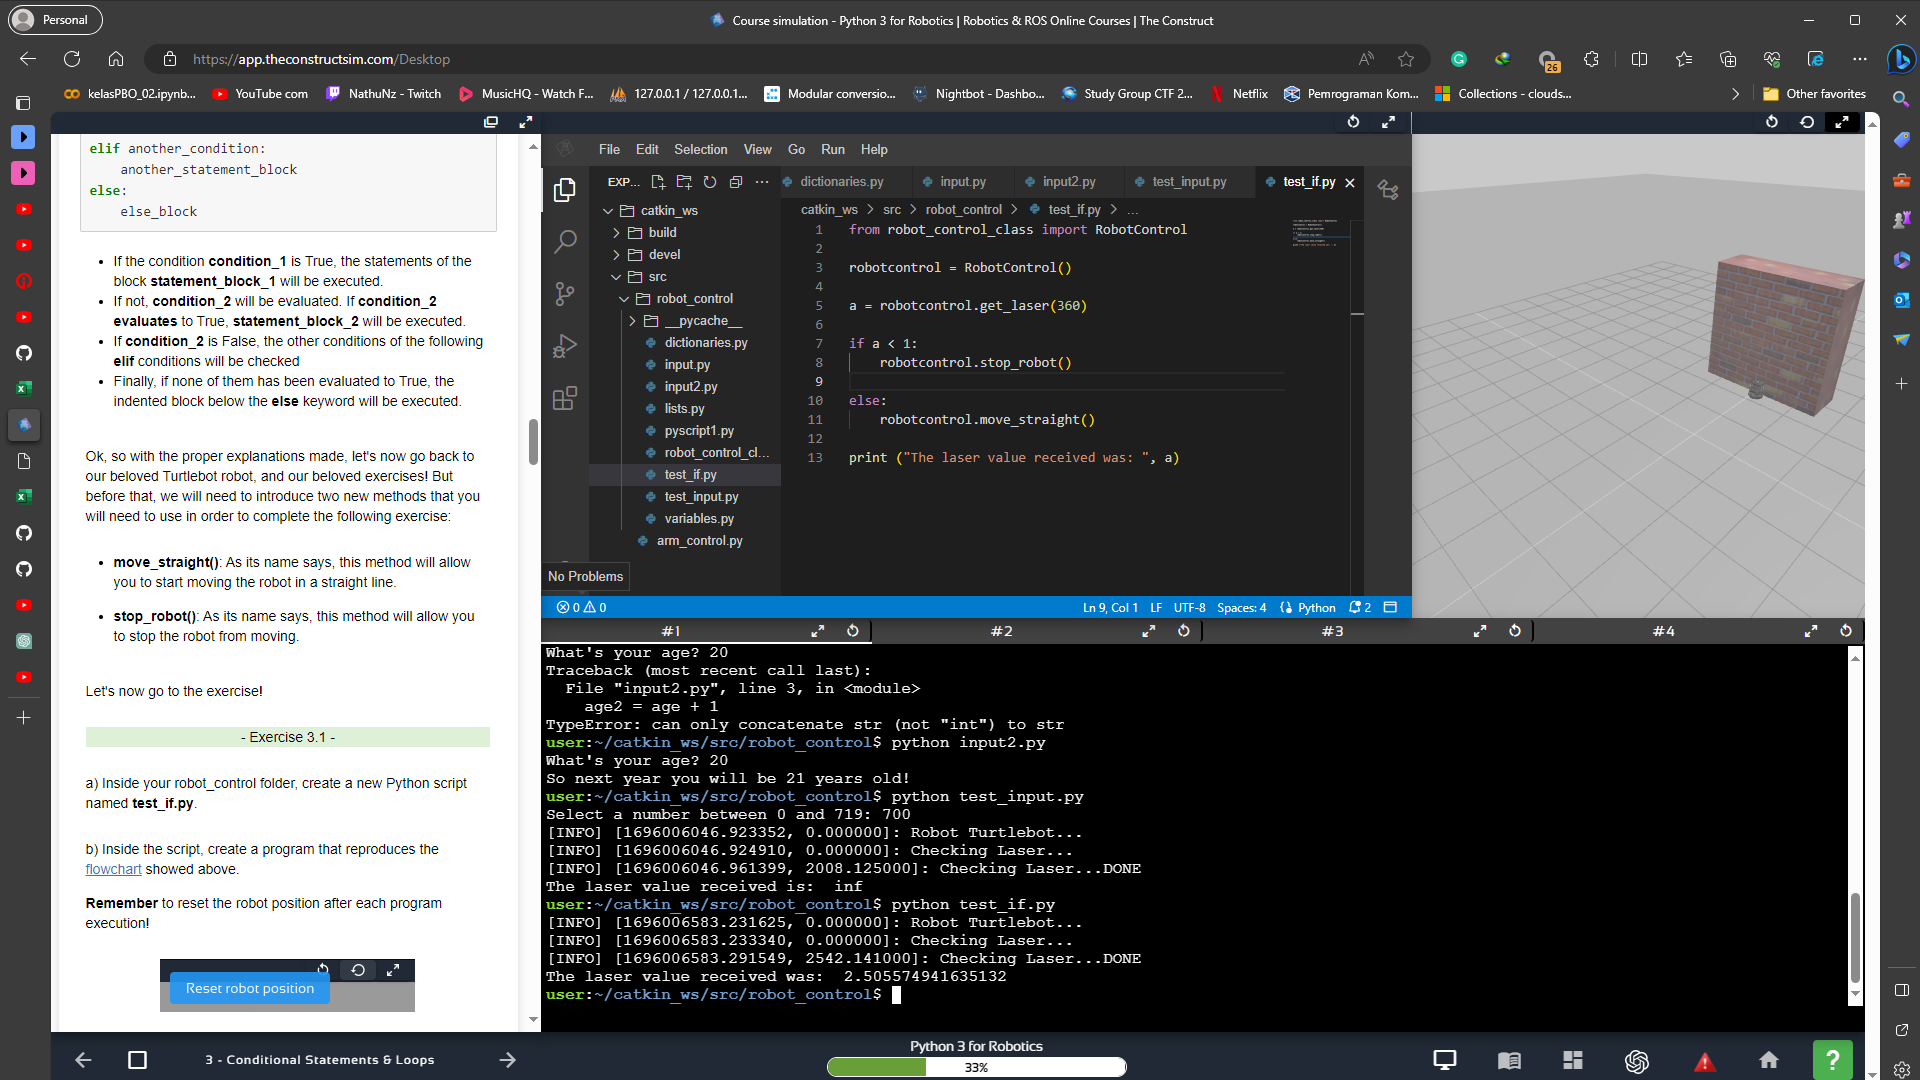 Personal
Course simulation - Python 3 for Robotics | Robotics & ROS Online Courses | The Construct
https://app.theconstructsim.com/Desktop
26
kelasPBO_02.ipynb...
YouTube com
NathuNz - Twitch
MusicHQ - Watch F...
127.0.0.1 / 127.0.0.1...
Modular conversio...
Nightbot - Dashbo...
Study Group CTF 2...
Netflix
Pemrograman Kom...
Collections - clouds...
Other favorites
elif another_condition:
another_statement_block
else:
else_block
• If the condition condition_1 is True, the statements of the
block statement_block_1 will be executed.
• If not, condition_2 will be evaluated. If condition_2
evaluates to True, statement_block_2 will be executed.
• If condition_2 is False, the other conditions of the following
elif conditions will be checked
• Finally, if none of them has been evaluated to True, the
indented block below the else keyword will be executed.
Ok, so with the proper explanations made, let's now go back to
our beloved Turtlebot robot, and our beloved exercises! But
before that, we will need to introduce two new methods that you
will need to use in order to complete the following exercise:
• move_straight(): As its name says, this method will allow
you to start moving the robot in a straight line.
• stop_robot(): As its name says, this method will allow you
to stop the robot from moving.
Let's now go to the exercise!
- Exercise 3.1 -
a) Inside your robot_control folder, create a new Python script
named test_if.py.
b) Inside the script, create a program that reproduces the
flowchart showed above.
Remember to reset the robot position after each program
execution!
Reset robot position
File Edit Selection View Go Run Help
EXP...
catkin_ws
build
devel
src
robot_control
__pycache__
dictionaries.py
input.py
input2.py
lists.py
pyscript1.py
robot_control_cl...
test_if.py
test_input.py
variables.py
arm_control.py
No Problems
dictionaries.py
input.py
input2.py
test_input.py
test_if.py
catkin_ws > src > robot_control > test_if.py > ...
1 from robot_control_class import RobotControl
2
3 robotcontrol = RobotControl()
4
5 a = robotcontrol.get_laser(360)
6
7 if a < 1:
8 robotcontrol.stop_robot()
9
10 else:
11 robotcontrol.move_straight()
12
13 print ("The laser value received was: ", a)
0 0
Ln 9, Col 1 LF UTF-8 Spaces: 4 Python 2
#1
#2
#3
#4
What's your age? 20
Traceback (most recent call last):
File "input2.py", line 3, in <module>
age2 = age + 1
TypeError: can only concatenate str (not "int") to str
user:~/catkin_ws/src/robot_control$ python input2.py
What's your age? 20
So next year you will be 21 years old!
user:~/catkin_ws/src/robot_control$ python test_input.py
Select a number between 0 and 719: 700
[INFO] [1696006046.923352, 0.000000]: Robot Turtlebot...
[INFO] [1696006046.924910, 0.000000]: Checking Laser...
[INFO] [1696006046.961399, 2008.125000]: Checking Laser...DONE
The laser value received is:  inf
user:~/catkin_ws/src/robot_control$ python test_if.py
[INFO] [1696006583.231625, 0.000000]: Robot Turtlebot...
[INFO] [1696006583.233340, 0.000000]: Checking Laser...
[INFO] [1696006583.291549, 2542.141000]: Checking Laser...DONE
The laser value received was:  2.505574941635132
user:~/catkin_ws/src/robot_control$
3 - Conditional Statements & Loops
Python 3 for Robotics
33%
?